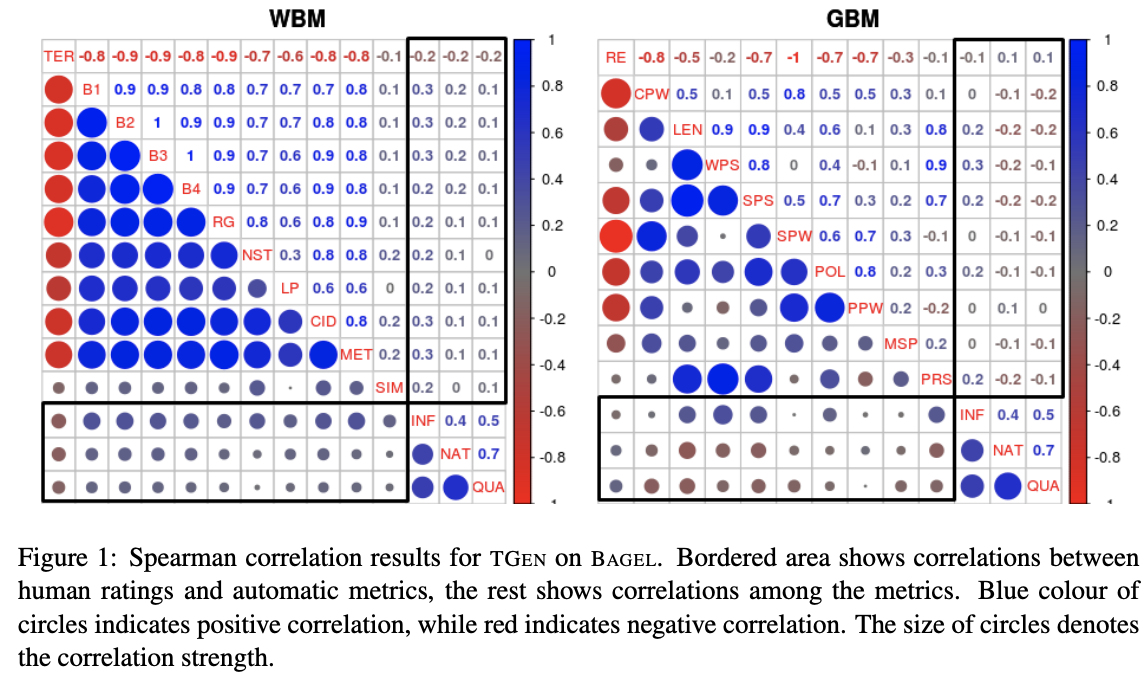 WBM
TER -0.8 -0.9 -0.9 -0.9 -0.9 -0.7 -0.6 -0.8 -0.8 -0.1 -0.2 -0.2 -0.2
B1 0.9 0.9 0.8 0.8 0.7 0.7 0.7 0.8 0.1 0.3 0.2 0.1
B2 1 0.9 0.9 0.7 0.7 0.8 0.8 0.1 0.3 0.2 0.1
B3 1 0.9 0.7 0.6 0.9 0.8 0.1 0.3 0.2 0.1
B4 0.9 0.7 0.6 0.9 0.8 0.1 0.2 0.2 0.1
RG 0.8 0.6 0.8 0.9 0.1 0.2 0.1 0.1
NST 0.3 0.8 0.8 0.2 0.2 0.1 0
LP 0.6 0.6 0 0.2 0.1 0.1
CID 0.8 0.2 0.3 0.1 0.1
MET 0.2 0.3 0.1 0.1
SIM 0.2 0 0.1
INF 0.4 0.5
NAT 0.7
QUA
1
0.8
0.6
0.4
0.2
0
-0.2
-0.4
-0.6
-0.8
GBM
RE -0.8 -0.5 -0.2 -0.7 -1 -0.7 -0.7 -0.3 -0.1 -0.1 0.1 0.1
CPW 0.5 0.1 0.5 0.8 0.5 0.5 0.3 0.1 0 -0.1 -0.2
LEN 0.9 0.9 0.4 0.6 0.1 0.3 0.8 0.2 -0.2 -0.2
WPS 0.8 0 0.4 -0.1 0.1 0.9 0.3 -0.2 -0.1
SPS 0.5 0.7 0.3 0.2 0.7 0.2 -0.2 -0.2
SPW 0.6 0.7 0.3 -0.1 0 -0.1 -0.1
POL 0.8 0.2 0.3 0.2 -0.1 -0.1
PPW 0.2 -0.2 0 0.1 0
MSP 0.2 0 -0.1 -0.1
PRS 0.2 -0.2 -0.1
INF 0.4 0.5
NAT 0.7
QUA
1
0.8
0.6
0.4
0.2
0
-0.2
-0.4
-0.6
-0.8
Figure 1: Spearman correlation results for TGEN on BAGEL. Bordered area shows correlations between
human ratings and automatic metrics, the rest shows correlations among the metrics. Blue colour of
circles indicates positive correlation, while red indicates negative correlation. The size of circles denotes
the correlation strength.